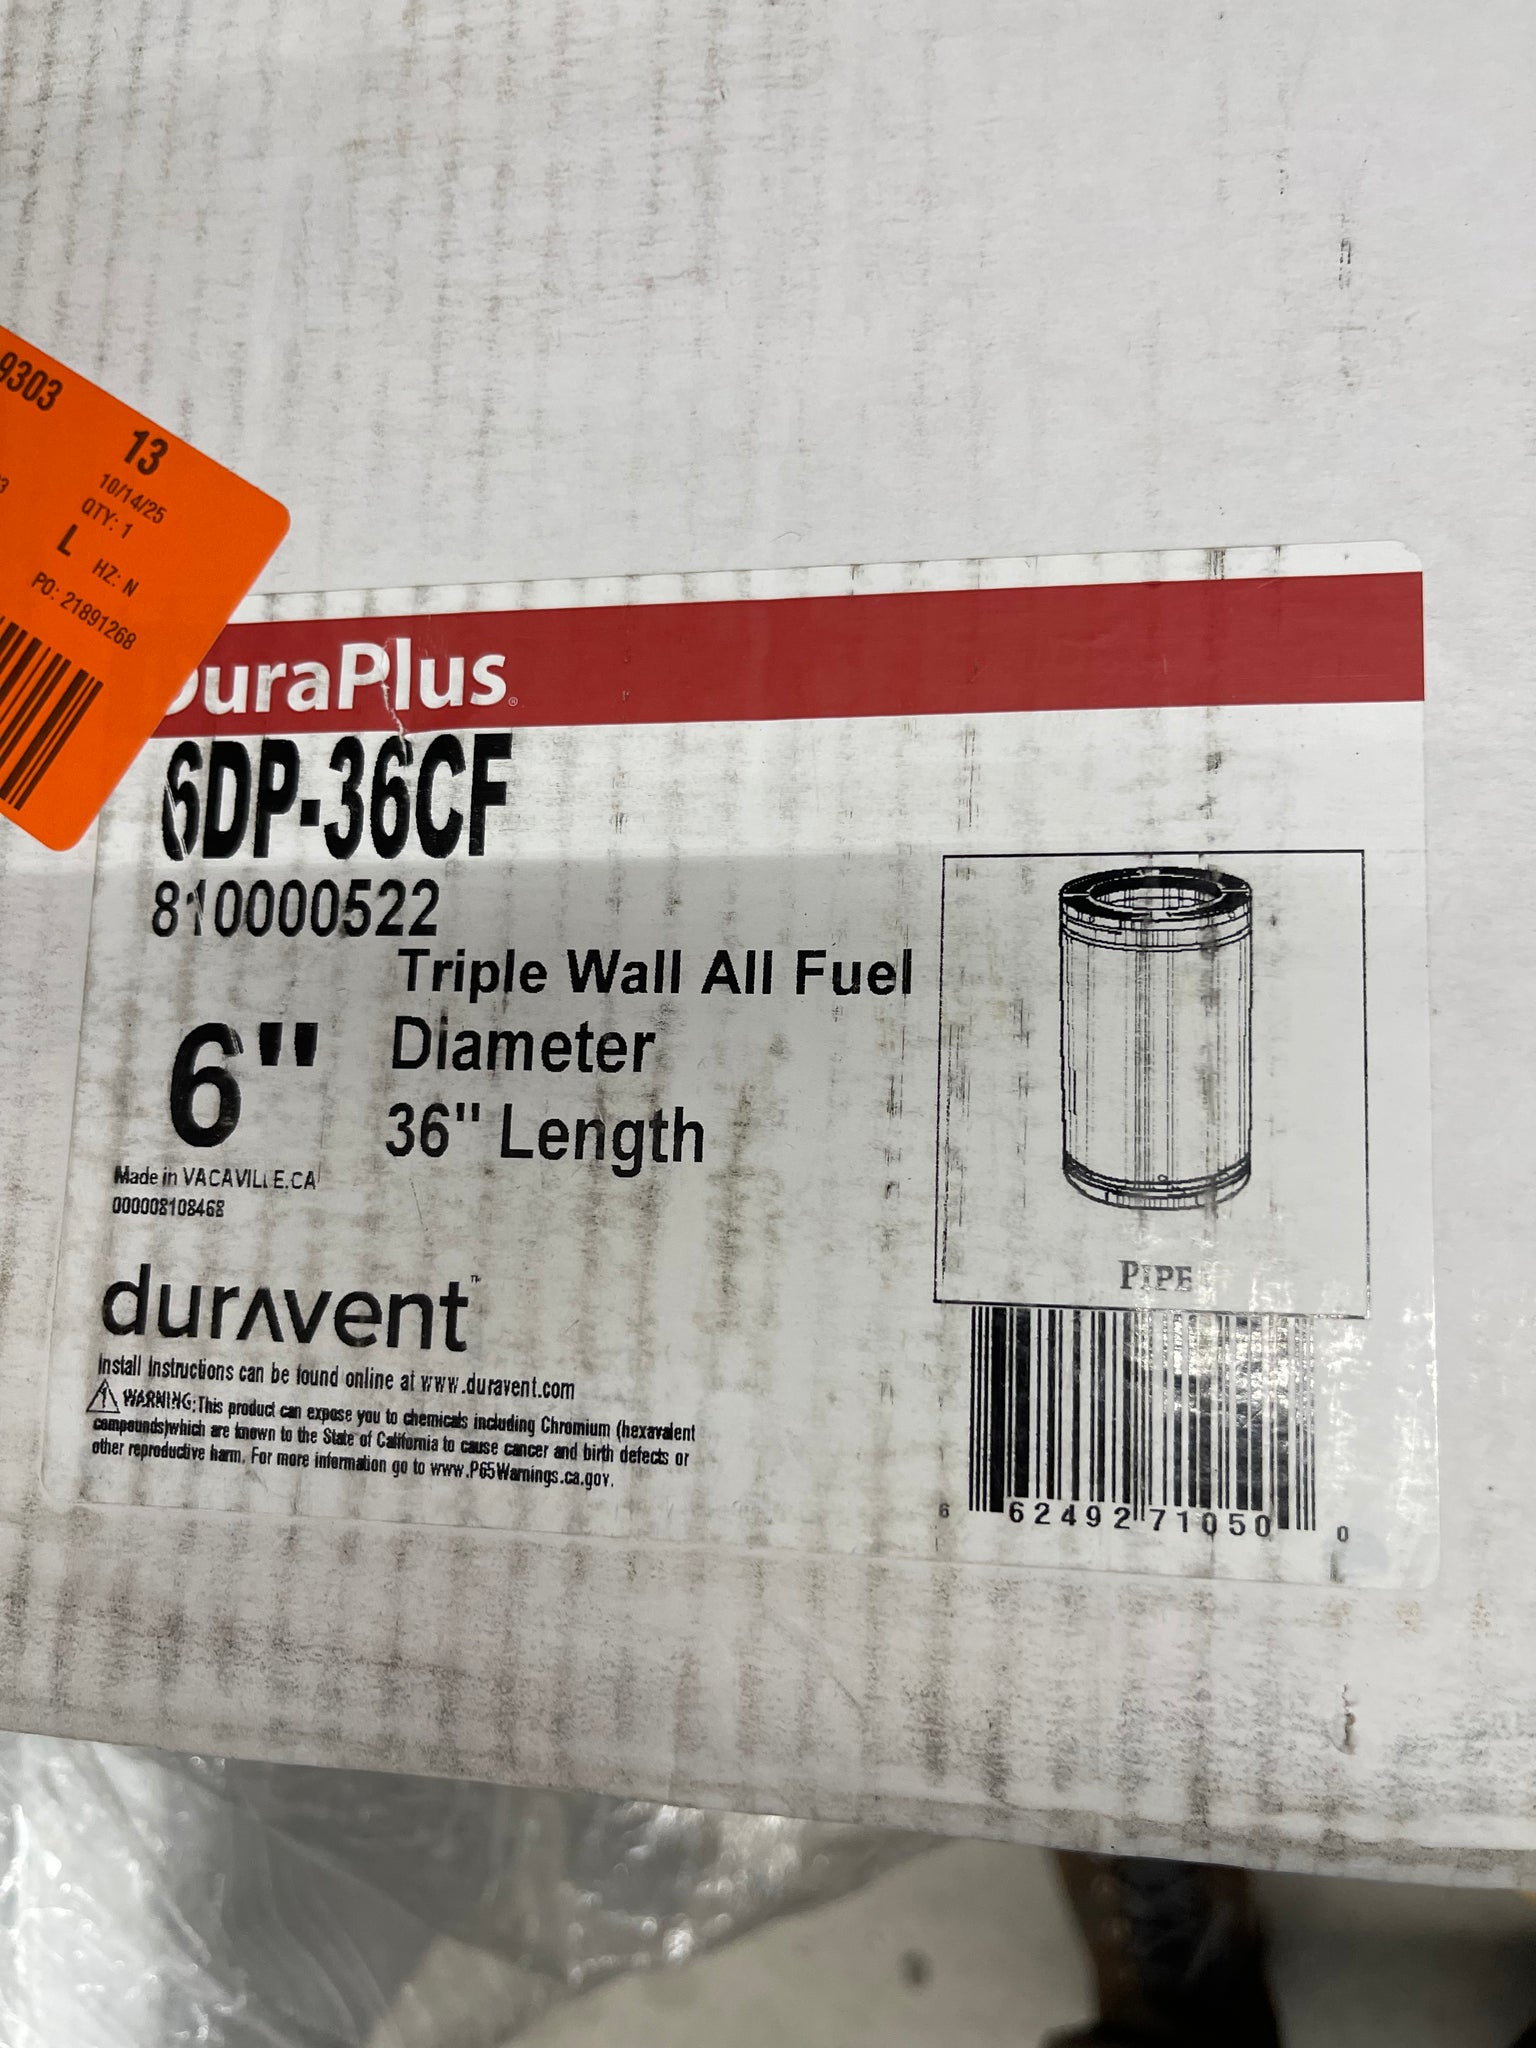 9303
13
10/14/25
QTY: 1
L HZ: N
PO: 21891268
DuraPlus®
6DP-36CF
810000522
Triple Wall All Fuel
6" Diameter
36" Length
Made in VACAVILLE.CA
000008108468
duravent™
Install Instructions can be found online at www.duravent.com
WARNING: This product can expose you to chemicals including Chromium (hexavalent
compounds)which are known to the State of California to cause cancer and birth defects or
other reproductive harm. For more information go to www.P65Warnings.ca.gov.
PIPE
6 62492 71050 0